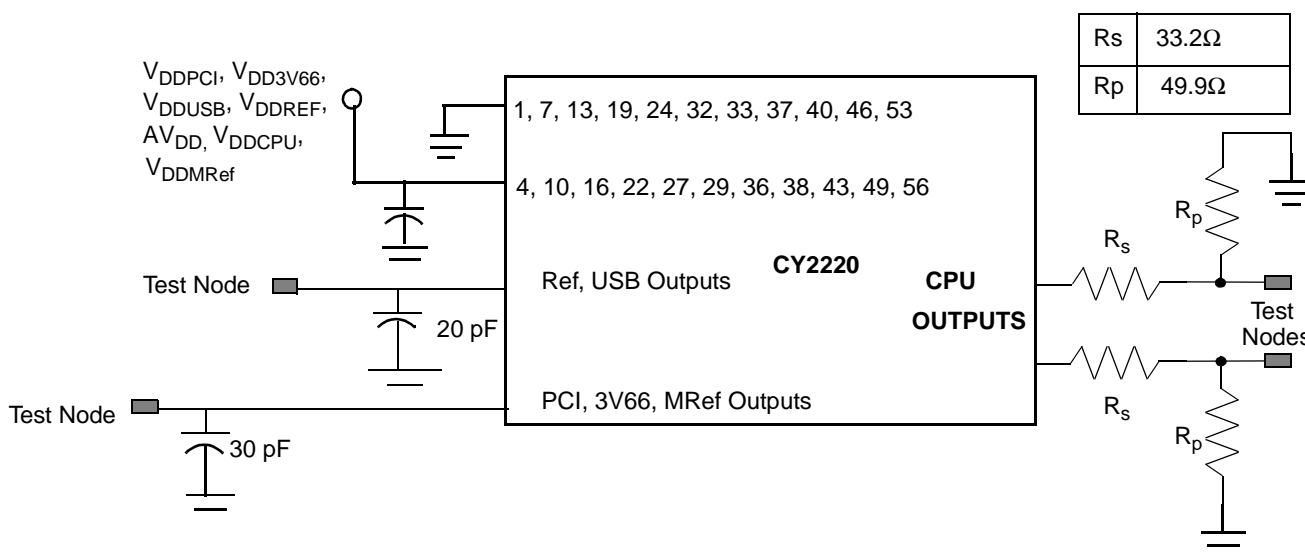 Rs 33.2Ω
Rp 49.9Ω
VDDPCI, VDD3V66,
VDDUSB, VDDREF,
AVDD, VDDCPU,
VDDMRef
1, 7, 13, 19, 24, 32, 33, 37, 40, 46, 53
4, 10, 16, 22, 27, 29, 36, 38, 43, 49, 56
Rp
Rs
Test Node
Ref, USB Outputs
CY2220
CPU
OUTPUTS
20 pF
Test
Nodes
Test Node
PCI, 3V66, MRef Outputs
Rs
Rp
30 pF